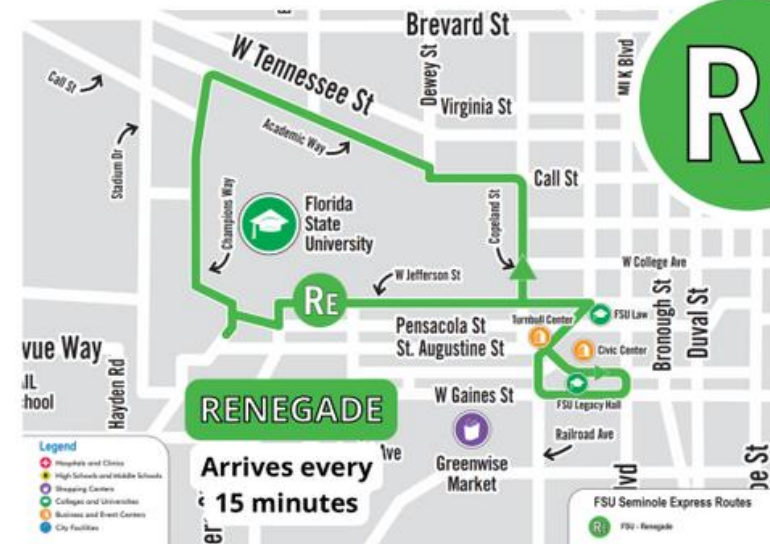 Brevard St
R
W Tennessee St
Dewey St
Ml K Blvd
Call St
Virginia St
Academic Way
Stadium Dr
Call St
Champions Way
Florida
State
University
Copeland St
W College Ave
W Jefferson St
RE
Bronough St
Duval St
Turnbull Center
FSU Law
Pensacola St
St. Augustine St
Civic Center
vue Way
Hayden Rd
W Gaines St
FSU Legacy Hall
RENEGADE
Railroad Ave
Ave
Greenwise
Market
Arrives every
15 minutes
Legend
Hospitals and Clinics
High Schools and Middle Schools
Shopping Centers
Colleges and Universities
Business and Event Centers
City Facilities
FSU Seminole Express Routes
RE FSU - Renegade